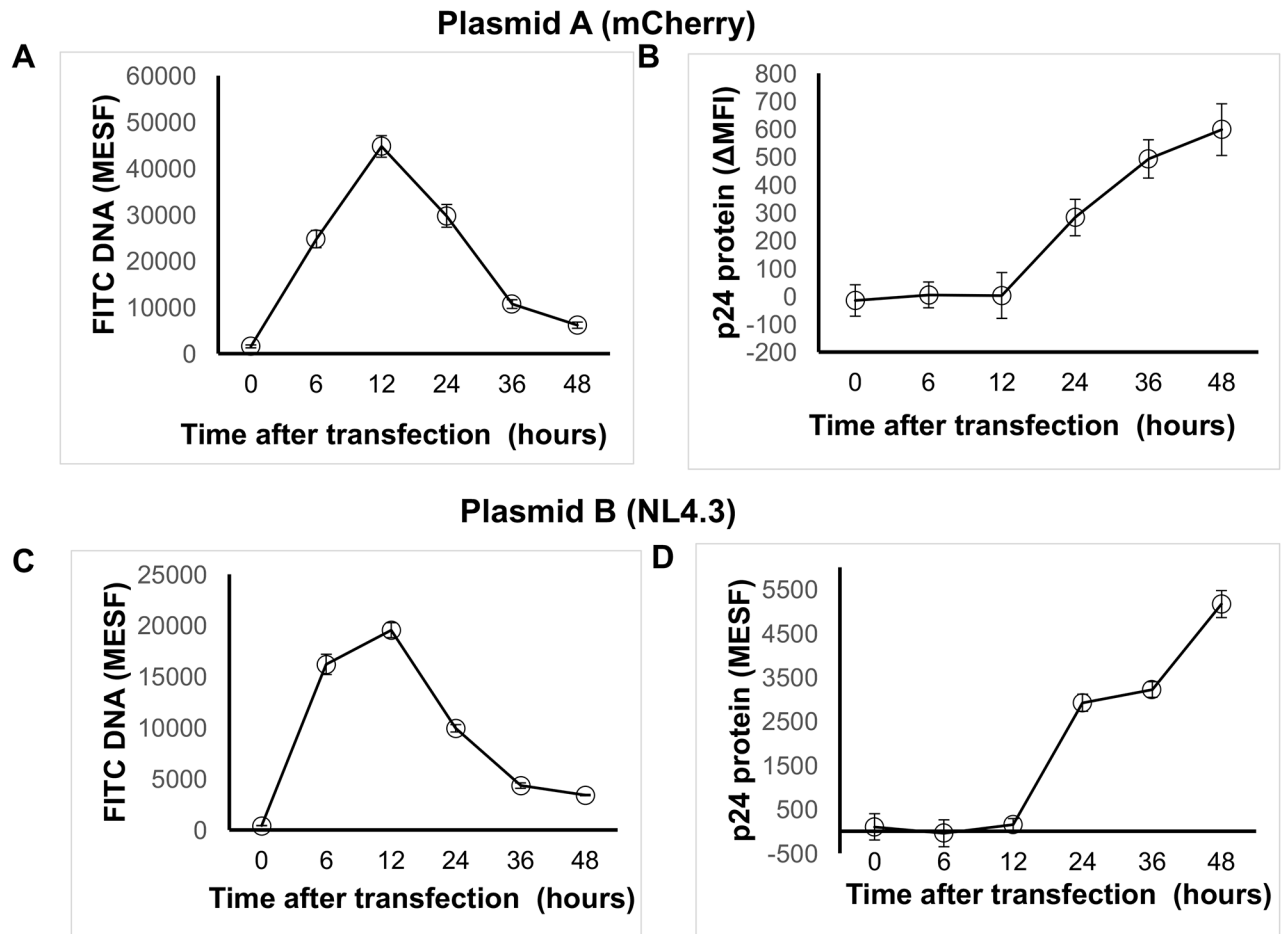 Plasmid A (mCherry)
A
FITC DNA (MESF)
60000
50000
40000
30000
20000
10000
0
0 6 12 24 36 48
Time after transfection (hours)
B
p24 protein (ΔMFI)
800
700
600
500
400
300
200
100
0
-100
-200
0 6 12 24 36 48
Time after transfection (hours)
Plasmid B (NL4.3)
C
FITC DNA (MESF)
25000
20000
15000
10000
5000
0
0 6 12 24 36 48
Time after transfection (hours)
D
p24 protein (MESF)
5500
4500
3500
2500
1500
500
-500
0 6 12 24 36 48
Time after transfection (hours)